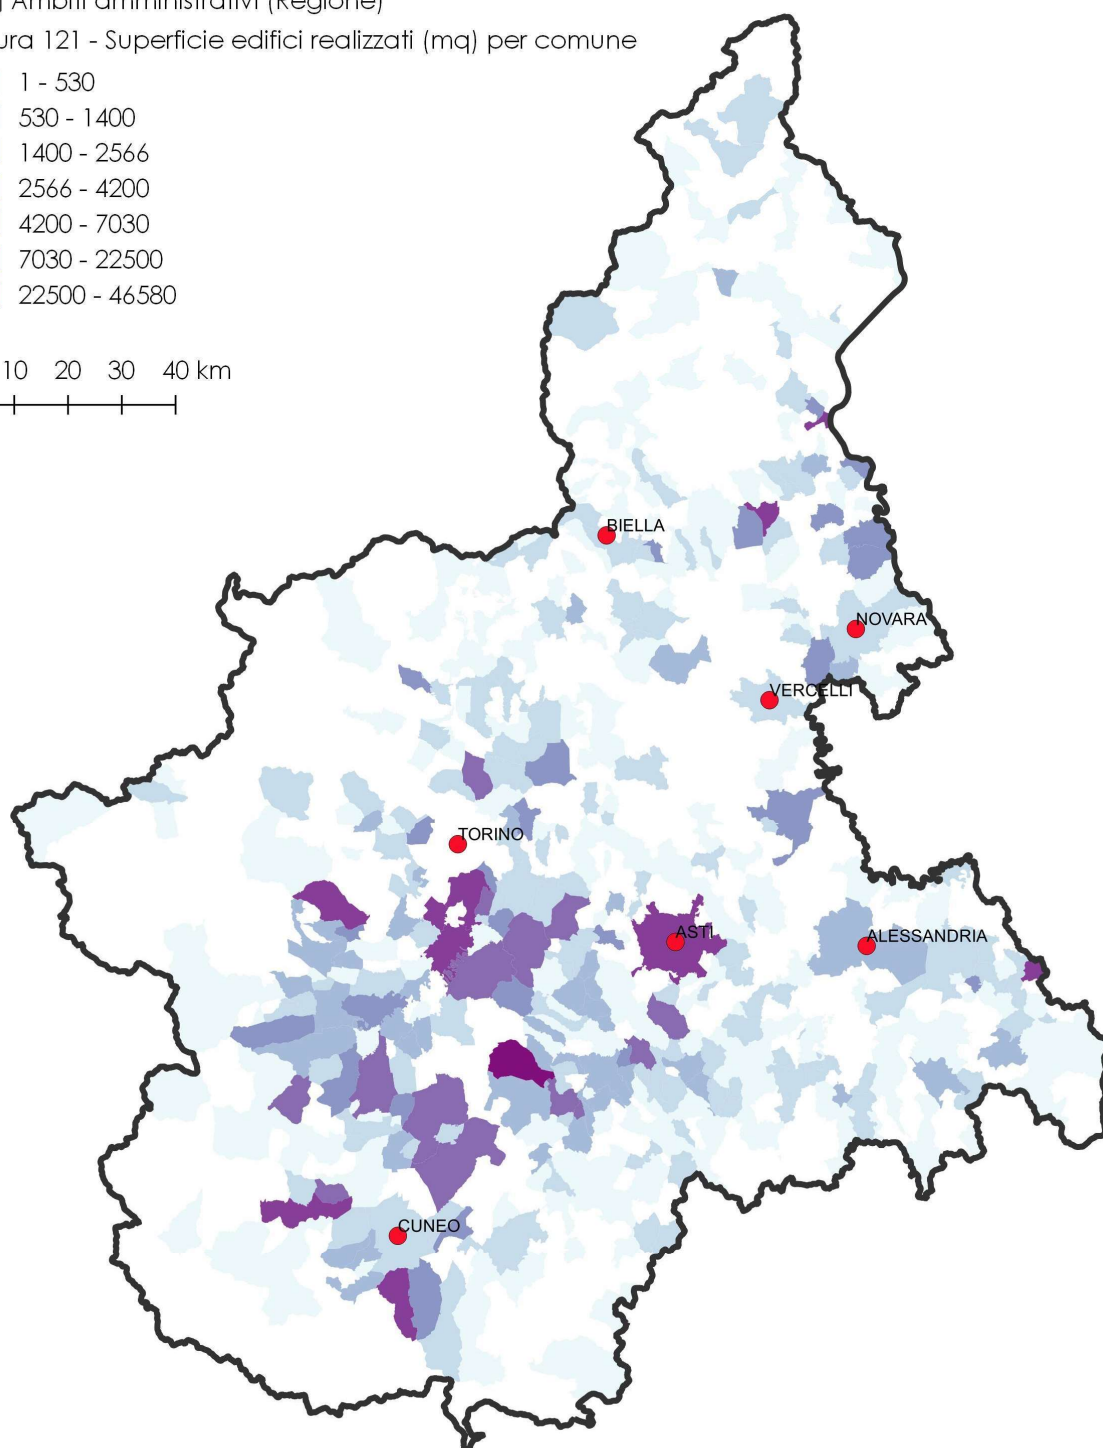 Ambiti amministrativi (Regione)
ura 121 - Superficie edifici realizzati (mq) per comune
1 - 530
530 - 1400
1400 - 2566
2566 - 4200
4200 - 7030
7030 - 22500
22500 - 46580
10 20 30 40 km
BIELLA
NOVARA
VERCELLI
TORINO
ASTI
ALESSANDRIA
CUNEO